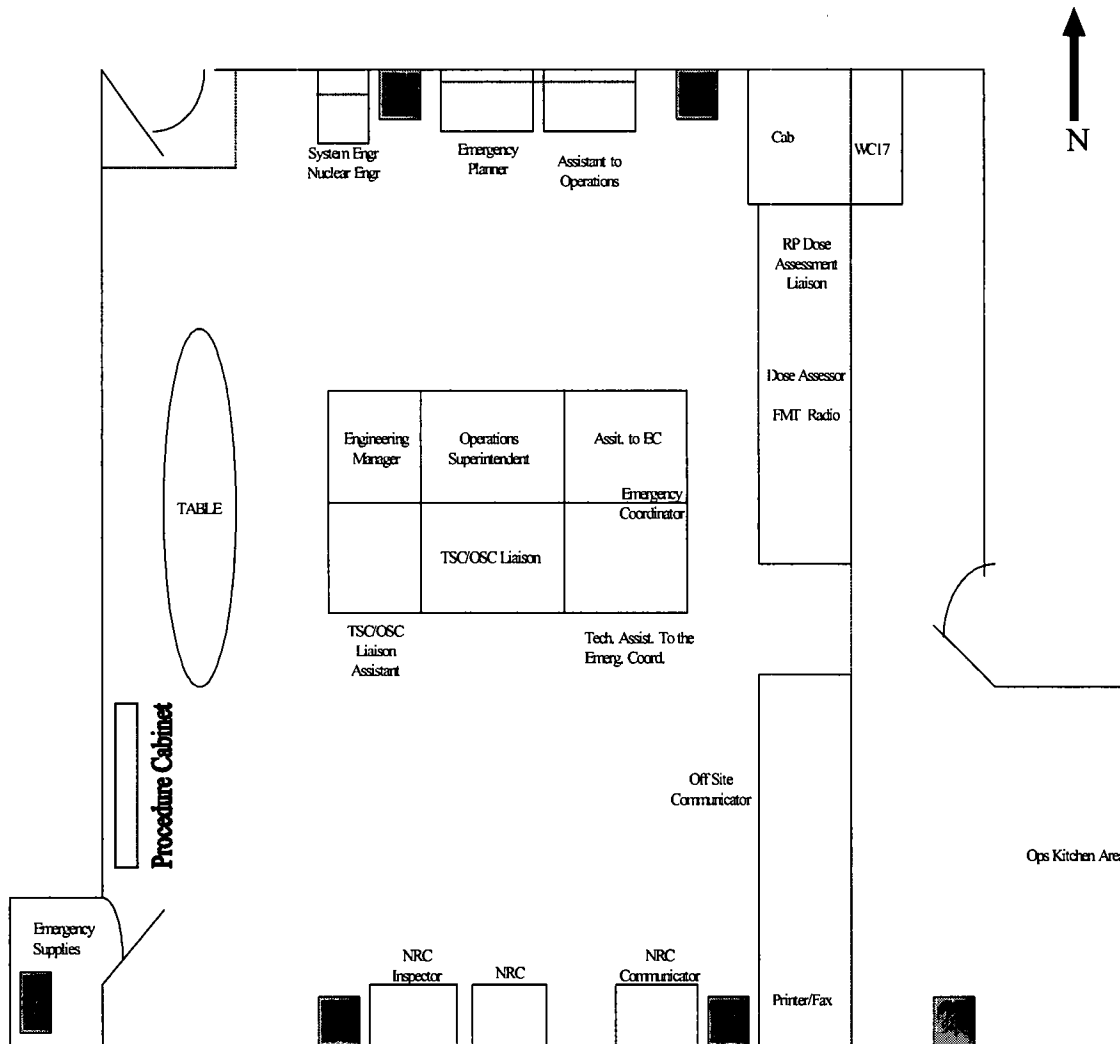 N
Cab
WC17
System Engr
Nuclear Engr
Emergency
Planner
Assistant to
Operations
RP Dose
Assessment
Liaison
Dose Assessor
FMT Radio
Engineering
Manager
Operations
Superintendent
Assit. to EC
Emergency
Coordinator
TABLE
TSC/OSC Liaison
TSC/OSC
Liaison
Assistant
Tech. Assist. To the
Emerg. Coord.
Procedure Cabinet
Off Site
Communicator
Ops Kitchen Area
Emergency
Supplies
NRC
Inspector
NRC
NRC
Communicator
Printer/Fax